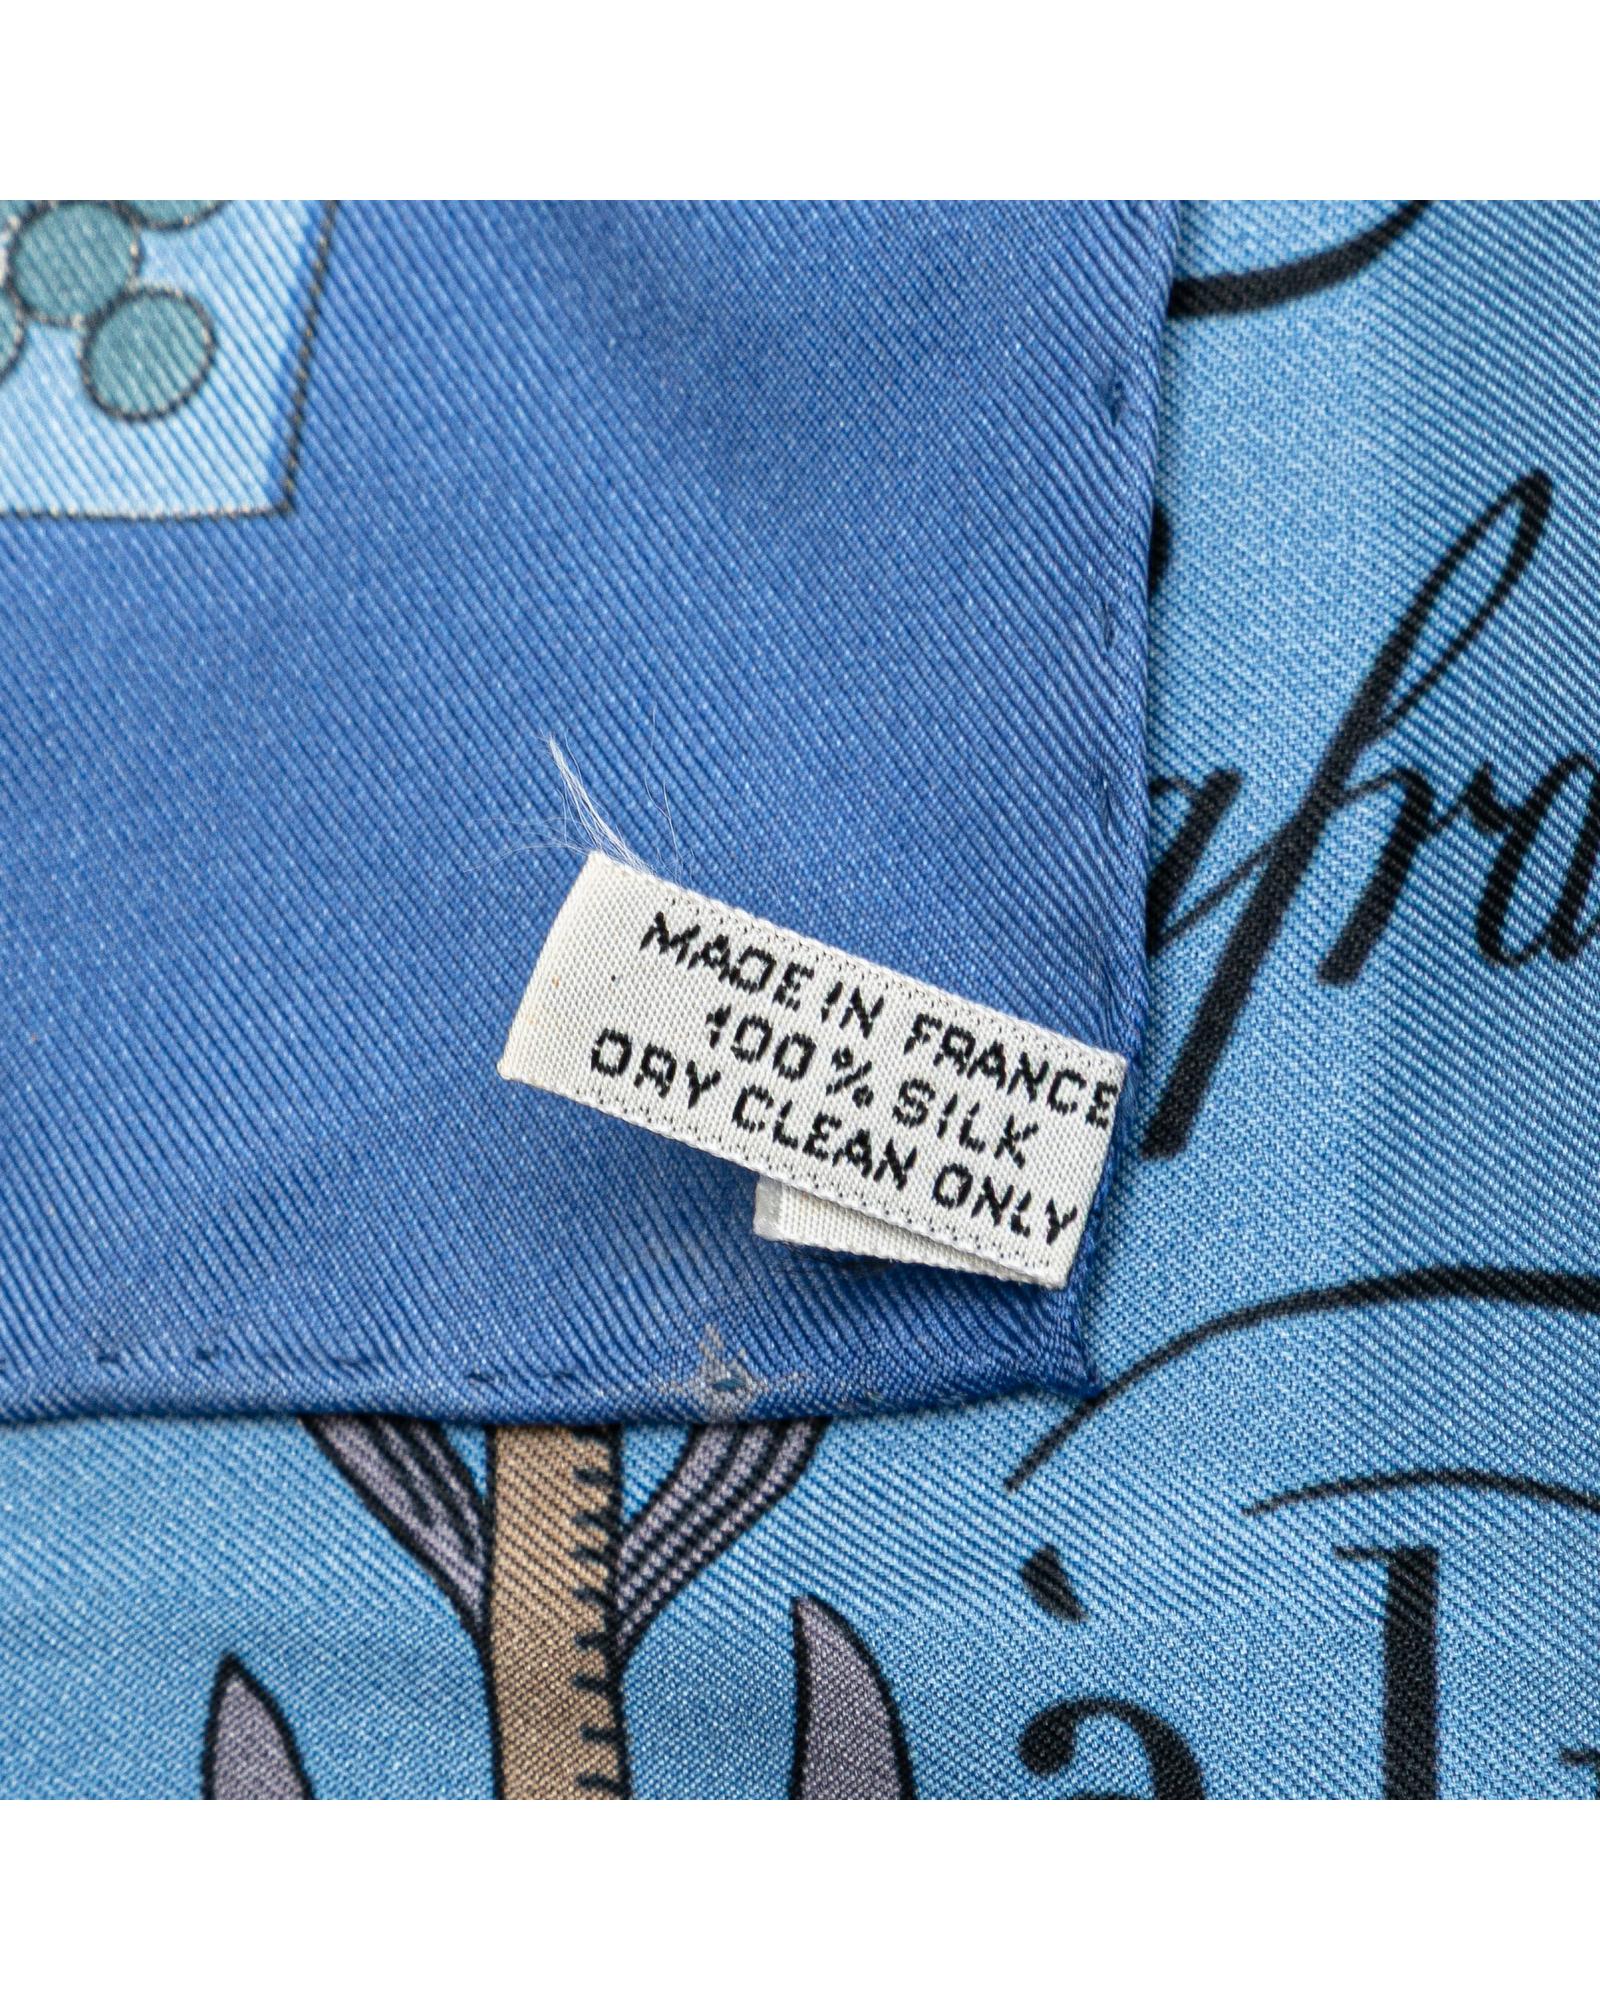 MADE IN FRANCE
100% SILK
DRY CLEAN ONLY